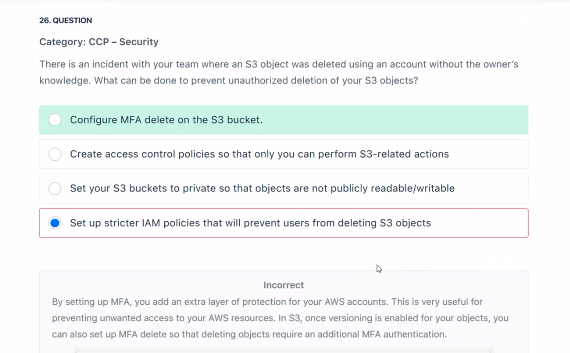 26. QUESTION
Category: CCP – Security
There is an incident with your team where an S3 object was deleted using an account without the owner's
knowledge. What can be done to prevent unauthorized deletion of your S3 objects?
Configure MFA delete on the S3 bucket.
Create access control policies so that only you can perform S3-related actions
Set your S3 buckets to private so that objects are not publicly readable/writable
Set up stricter IAM policies that will prevent users from deleting S3 objects
Incorrect
By setting up MFA, you add an extra layer of protection for your AWS accounts. This is very useful for
preventing unwanted access to your AWS resources. In S3, once versioning is enabled for your objects, you
can also set up MFA delete so that deleting objects require an additional MFA authentication.